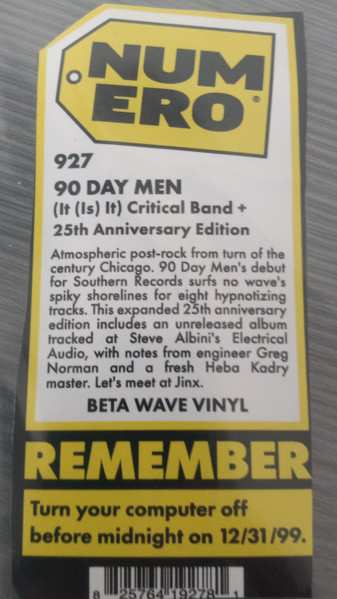 NUM
ERO®
927
90 DAY MEN
(It (Is) It) Critical Band +
25th Anniversary Edition
Atmospheric post-rock from turn of the
century Chicago. 90 Day Men's debut
for Southern Records surfs no wave's
spiky shorelines for eight hypnotizing
tracks. This expanded 25th anniversary
edition includes an unreleased album
tracked at Steve Albini's Electrical
Audio, with notes from engineer Greg
Norman and a fresh Heba Kadry
master. Let's meet at Jinx.
BETA WAVE VINYL
REMEMBER
Turn your computer off
before midnight on 12/31/99.
8 25764 19278 1